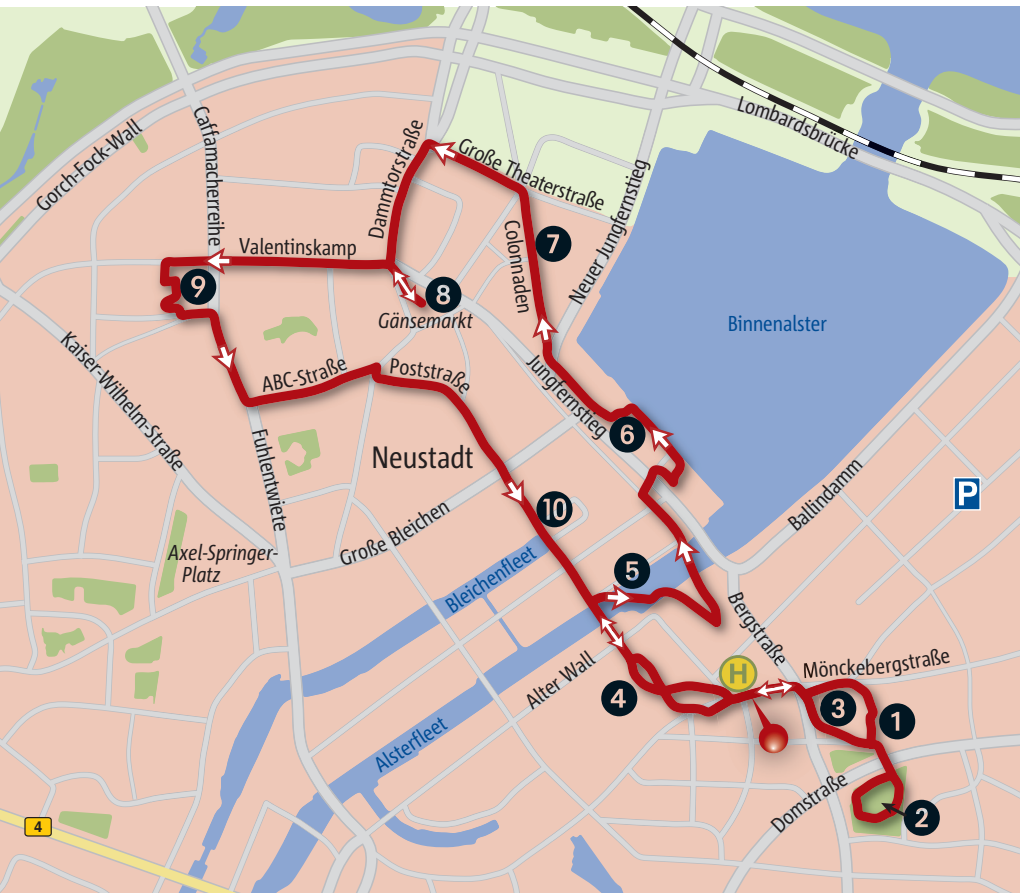 Lombardsbrücke
Gorch-Fock-Wall
Caffamacherreihe
Dammtorstraße
Große Theaterstraße
Neuer Jungfernstieg
Colonnaden
7
Valentinskamp
9
8
Gänsemarkt
Binnenalster
Kaiser-Wilhelm-Straße
ABC-Straße
Poststraße
Jungfernstieg
6
Fuhlentwiete
Neustadt
Ballindamm
P
10
Große Bleichen
Axel-Springer-
Platz
Bleichenfleet
5
Bergstraße
Alter Wall
4
H
Mönckebergstraße
3
1
Alsterfleet
Domstraße
2
4